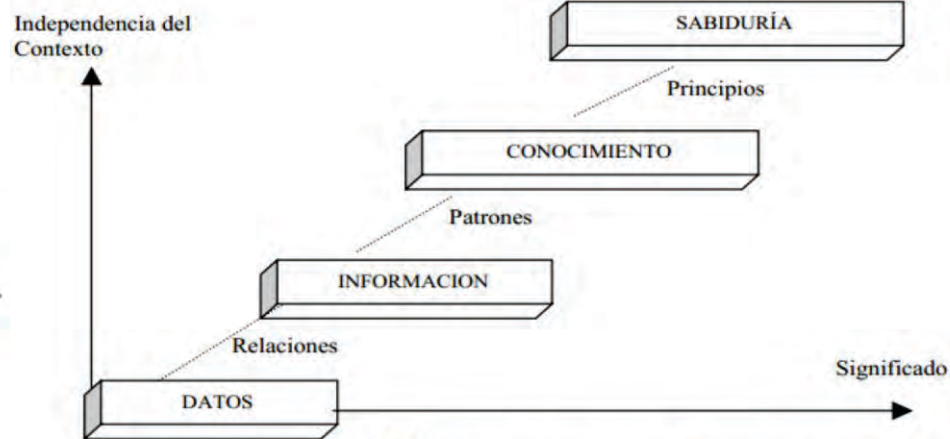 Independencia del
Contexto
SABIDURÍA
Principios
CONOCIMIENTO
Patrones
INFORMACION
Relaciones
Significado
DATOS